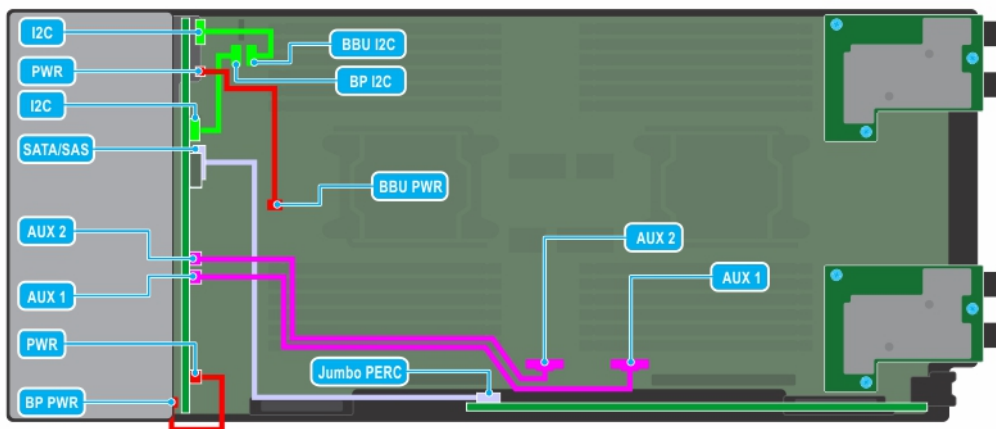 I2C
BBU I2C
PWR
BP I2C
I2C
SATA/SAS
BBU PWR
AUX 2
AUX 2
AUX 1
AUX 1
PWR
Jumbo PERC
BP PWR